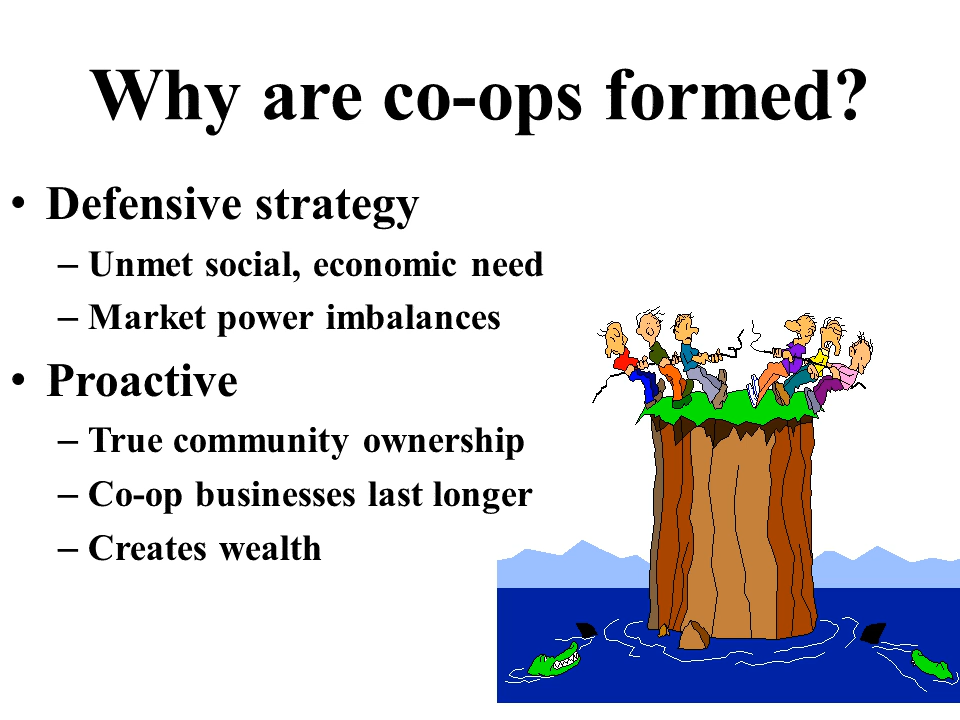 Why are co-ops formed?
• Defensive strategy
– Unmet social, economic need
– Market power imbalances
• Proactive
– True community ownership
– Co-op businesses last longer
– Creates wealth